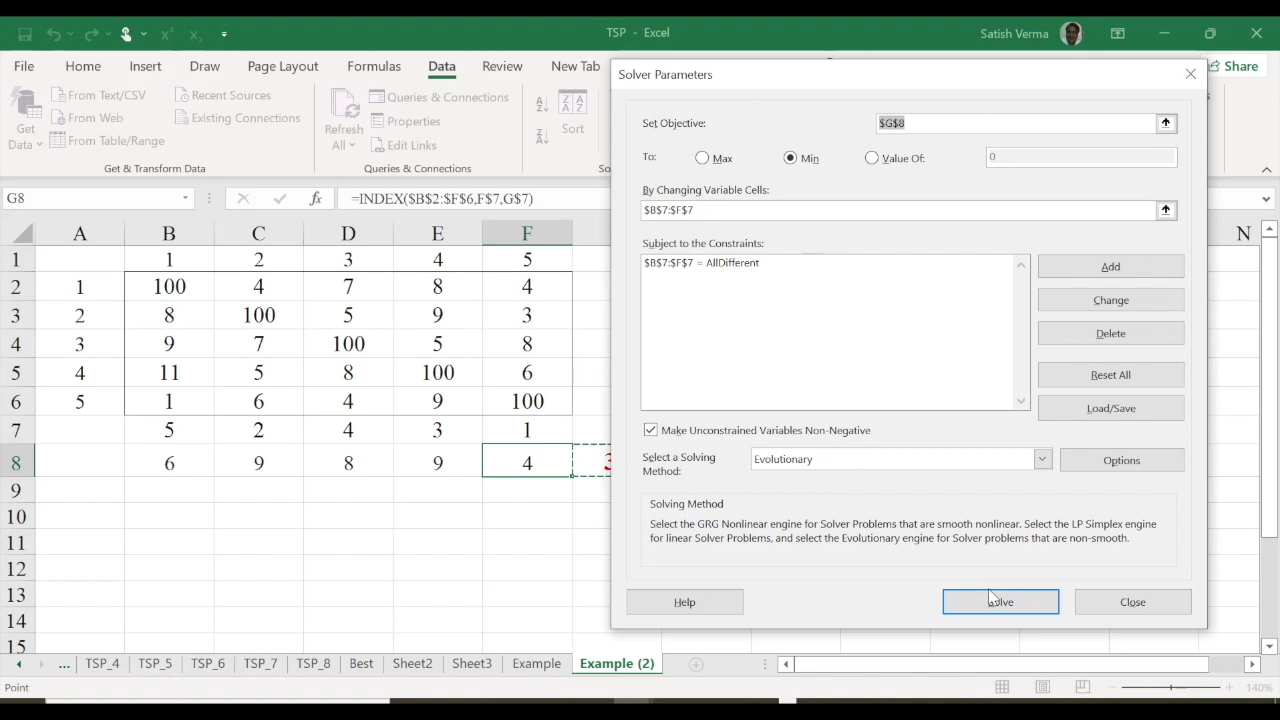 TSP - Excel
Satish Verma
File Home Insert Draw Page Layout Formulas Data Review New Tab
Share
Get Data
From Text/CSV
From Web
From Table/Range
Recent Sources
Existing Connections
Get & Transform Data
Refresh All
Queries & Connections
Properties
Edit Links
Queries & Connections
Sort
G8
fx
=INDEX($B$2:$F$6,F$7,G$7)
A B C D E F N
1 1 2 3 4 5
2 1 100 4 7 8 4
3 2 8 100 5 9 3
4 3 9 7 100 5 8
5 4 11 5 8 100 6
6 5 1 6 4 9 100
7 5 2 4 3 1
8 6 9 8 9 4 3
9
10
11
12
13
14
15
Solver Parameters
Set Objective:
$G$8
To:
Max
Min
Value Of:
0
By Changing Variable Cells:
$B$7:$F$7
Subject to the Constraints:
$B$7:$F$7 = AllDifferent
Add
Change
Delete
Reset All
Load/Save
Make Unconstrained Variables Non-Negative
Select a Solving
Method:
Evolutionary
Options
Solving Method
Select the GRG Nonlinear engine for Solver Problems that are smooth nonlinear. Select the LP Simplex engine
for linear Solver Problems, and select the Evolutionary engine for Solver problems that are non-smooth.
Help
Solve
Close
... TSP_4 TSP_5 TSP_6 TSP_7 TSP_8 Best Sheet2 Sheet3 Example Example (2)
Point
140%